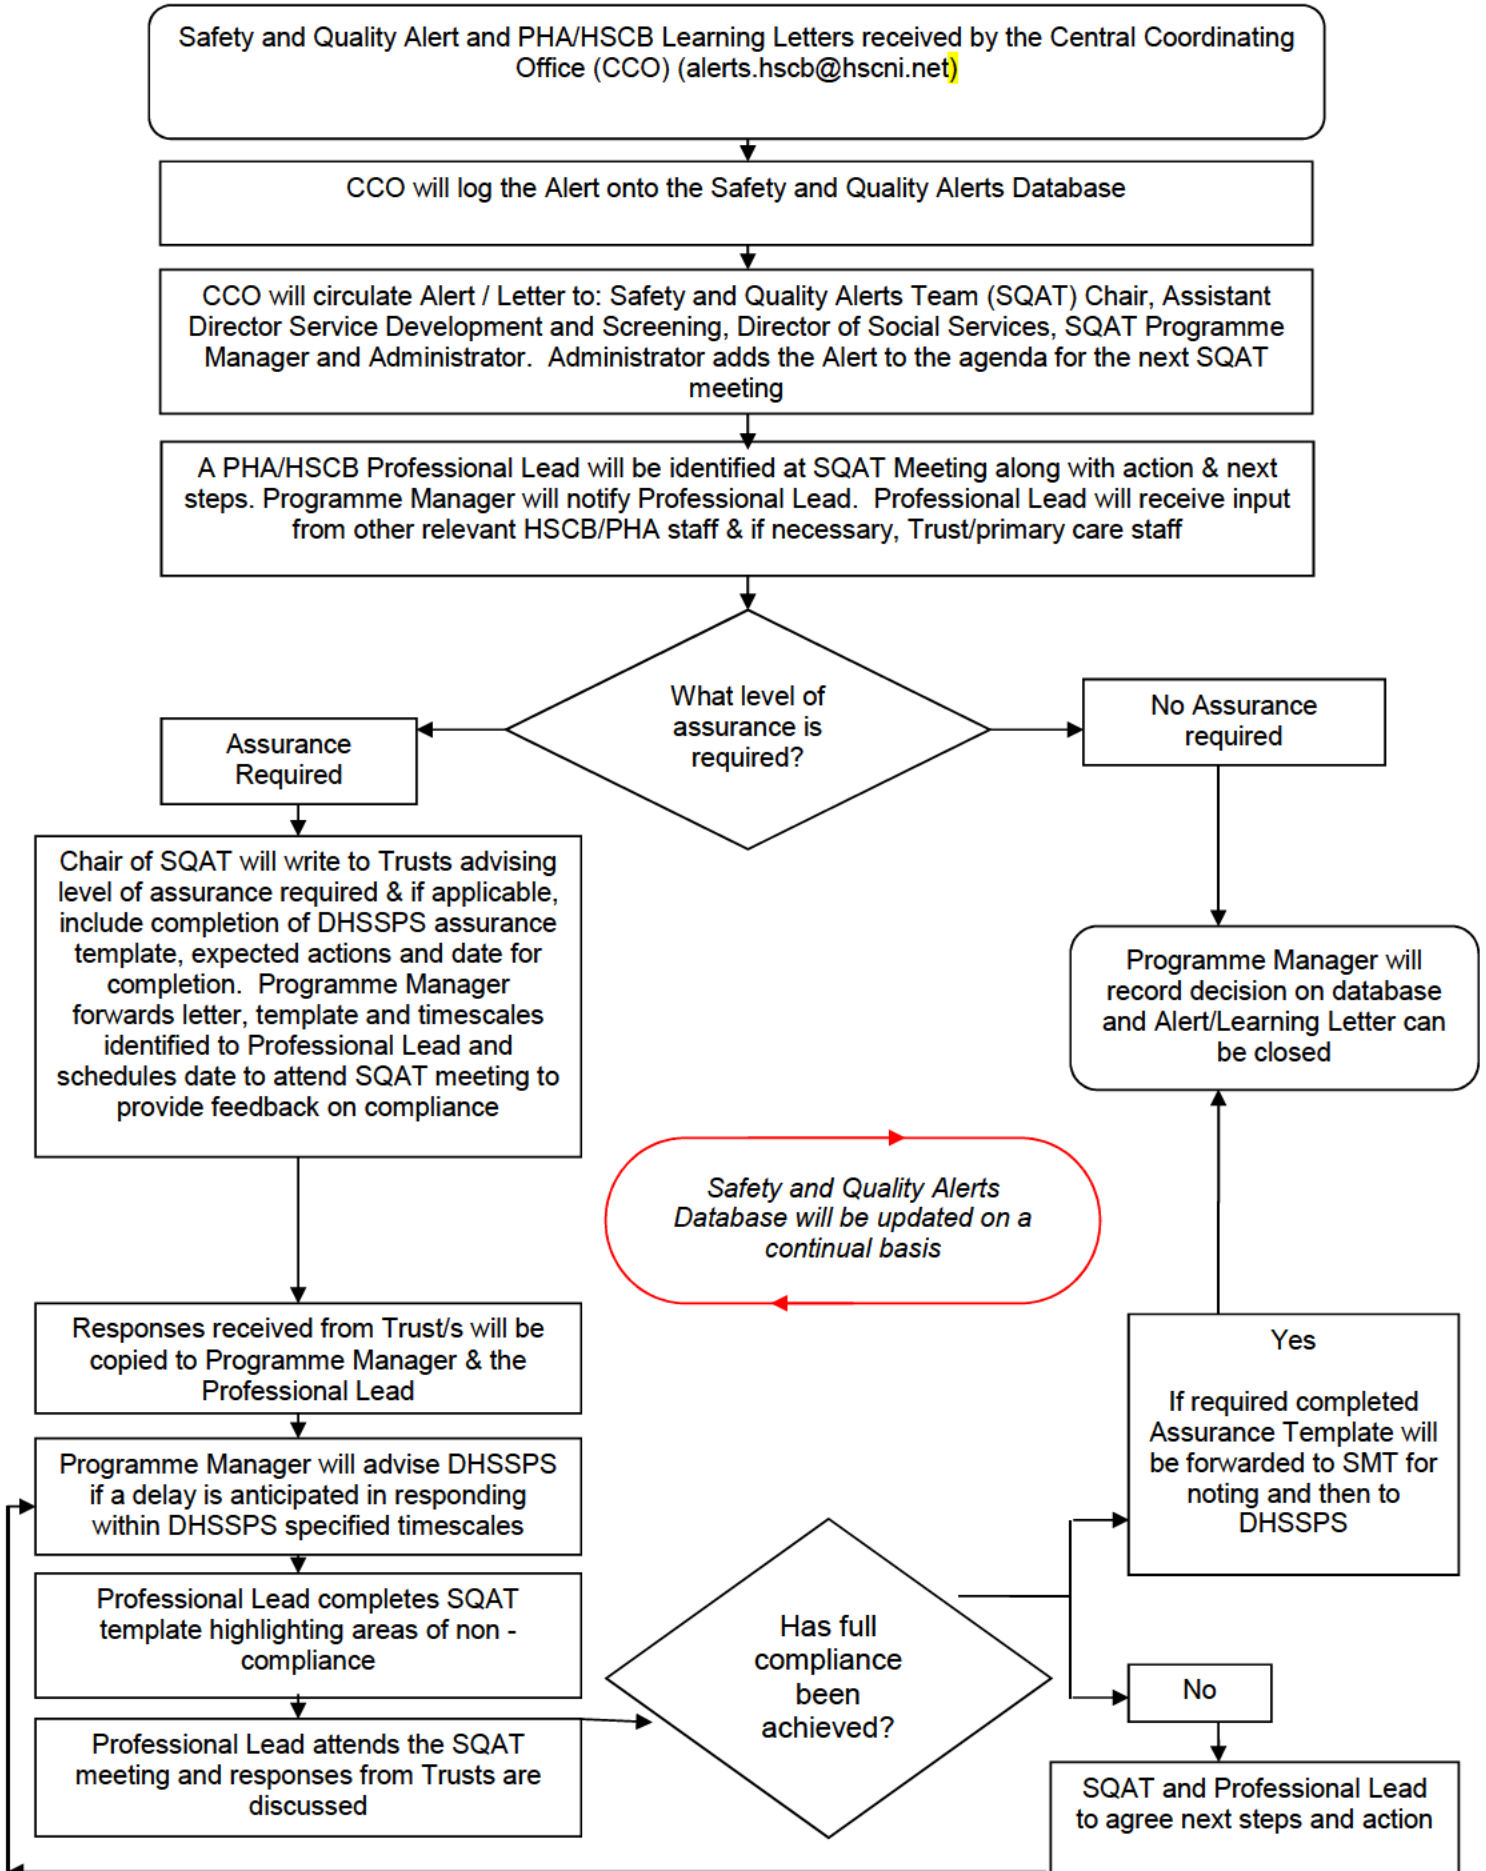 Safety and Quality Alert and PHA/HSCB Learning Letters received by the Central Coordinating
Office (CCO) (alerts.hscb@hscni.net)
CCO will log the Alert onto the Safety and Quality Alerts Database
CCO will circulate Alert / Letter to: Safety and Quality Alerts Team (SQAT) Chair, Assistant
Director Service Development and Screening, Director of Social Services, SQAT Programme
Manager and Administrator.  Administrator adds the Alert to the agenda for the next SQAT
meeting
A PHA/HSCB Professional Lead will be identified at SQAT Meeting along with action & next
steps. Programme Manager will notify Professional Lead.  Professional Lead will receive input
from other relevant HSCB/PHA staff & if necessary, Trust/primary care staff
What level of
assurance is
required?
Assurance
Required
No Assurance
required
Chair of SQAT will write to Trusts advising
level of assurance required & if applicable,
include completion of DHSSPS assurance
template, expected actions and date for
completion.  Programme Manager
forwards letter, template and timescales
identified to Professional Lead and
schedules date to attend SQAT meeting to
provide feedback on compliance
Programme Manager will
record decision on database
and Alert/Learning Letter can
be closed
Safety and Quality Alerts
Database will be updated on a
continual basis
Responses received from Trust/s will be
copied to Programme Manager & the
Professional Lead
Programme Manager will advise DHSSPS
if a delay is anticipated in responding
within DHSSPS specified timescales
Professional Lead completes SQAT
template highlighting areas of non -
compliance
Professional Lead attends the SQAT
meeting and responses from Trusts are
discussed
Has full
compliance
been
achieved?
Yes
If required completed
Assurance Template will
be forwarded to SMT for
noting and then to
DHSSPS
No
SQAT and Professional Lead
to agree next steps and action